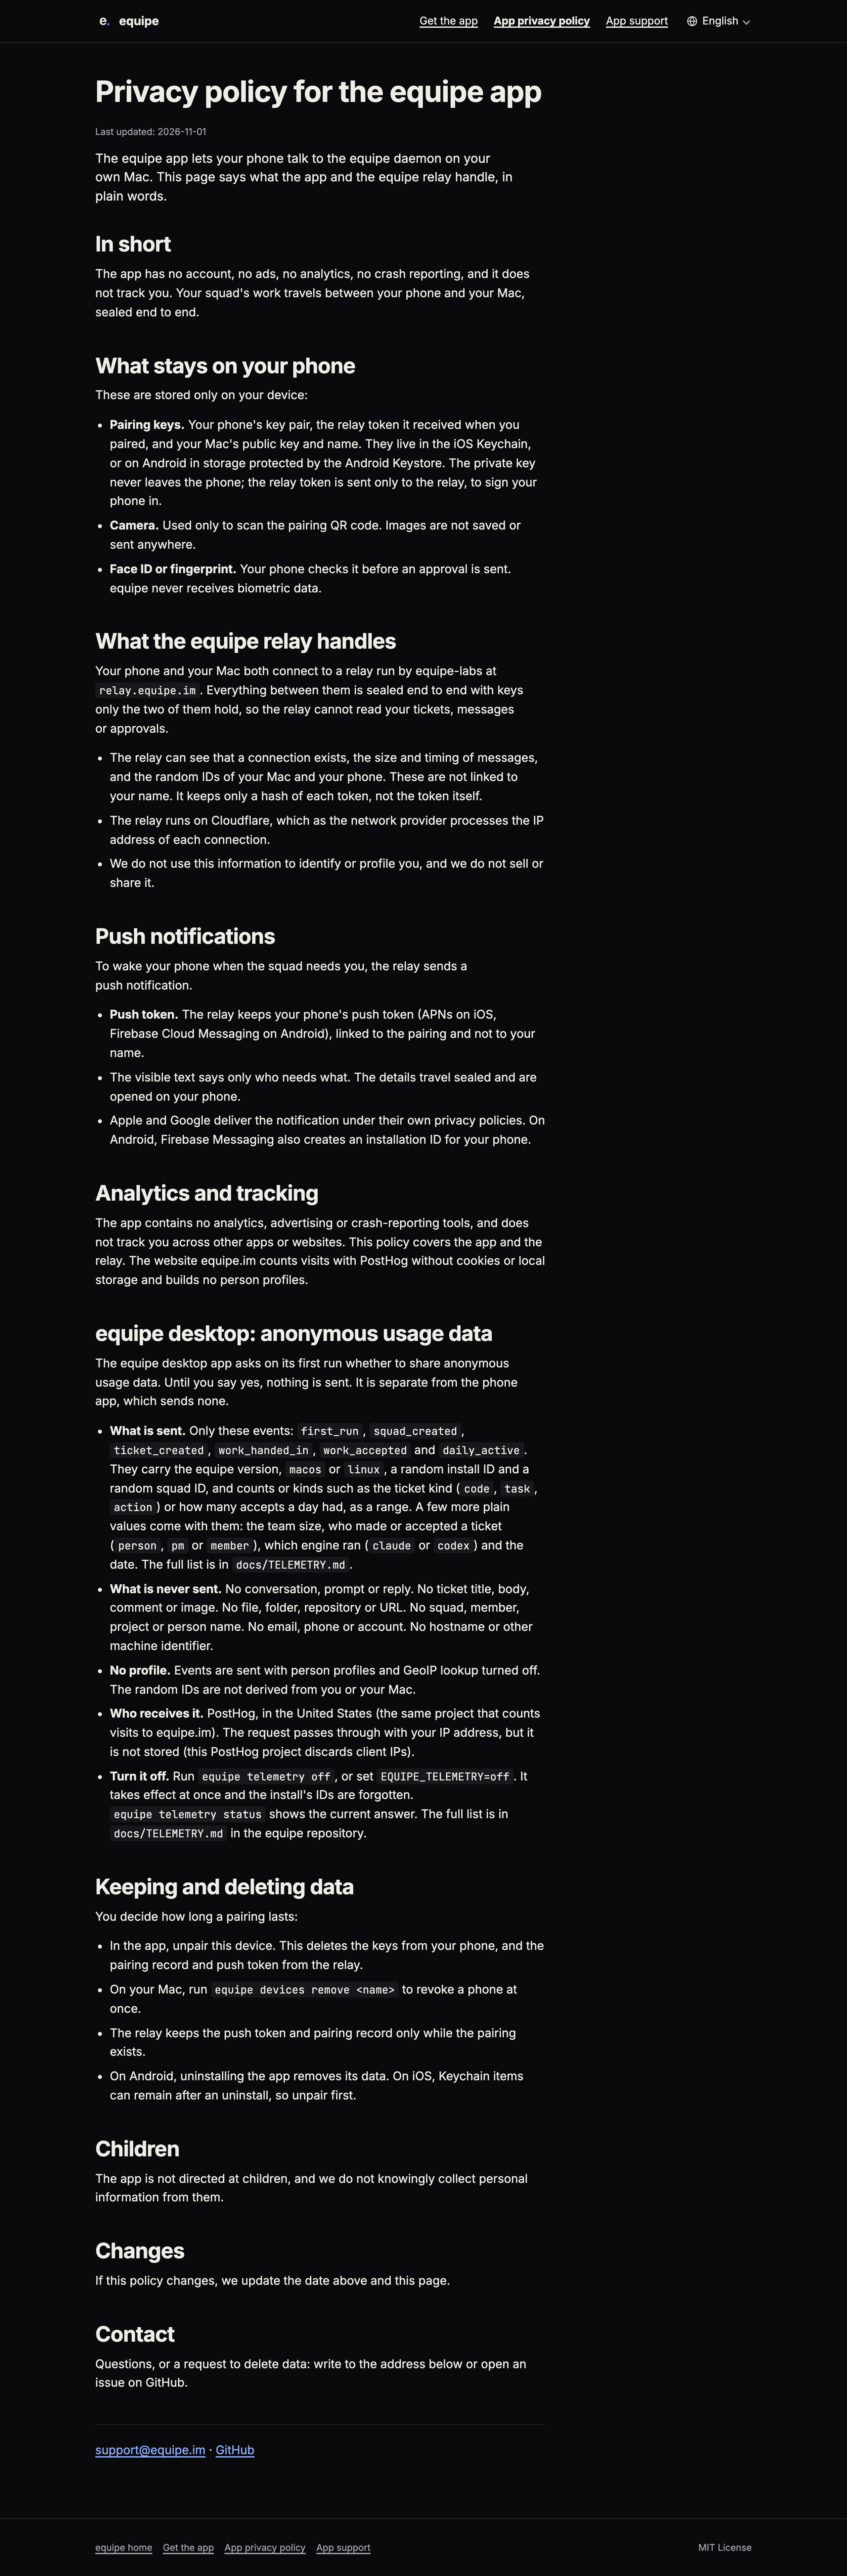 e. equipe
Get the app
App privacy policy
App support
English
Privacy policy for the equipe app
Last updated: 2026-11-01
The equipe app lets your phone talk to the equipe daemon on your
own Mac. This page says what the app and the equipe relay handle, in
plain words.
In short
The app has no account, no ads, no analytics, no crash reporting, and it does
not track you. Your squad's work travels between your phone and your Mac,
sealed end to end.
What stays on your phone
These are stored only on your device:
• Pairing keys. Your phone's key pair, the relay token it received when you
paired, and your Mac's public key and name. They live in the iOS Keychain,
or on Android in storage protected by the Android Keystore. The private key
never leaves the phone; the relay token is sent only to the relay, to sign your
phone in.
• Camera. Used only to scan the pairing QR code. Images are not saved or
sent anywhere.
• Face ID or fingerprint. Your phone checks it before an approval is sent.
equipe never receives biometric data.
What the equipe relay handles
Your phone and your Mac both connect to a relay run by equipe-labs at
relay.equipe.im. Everything between them is sealed end to end with keys
only the two of them hold, so the relay cannot read your tickets, messages
or approvals.
• The relay can see that a connection exists, the size and timing of messages,
and the random IDs of your Mac and your phone. These are not linked to
your name. It keeps only a hash of each token, not the token itself.
• The relay runs on Cloudflare, which as the network provider processes the IP
address of each connection.
• We do not use this information to identify or profile you, and we do not sell or
share it.
Push notifications
To wake your phone when the squad needs you, the relay sends a
push notification.
• Push token. The relay keeps your phone's push token (APNs on iOS,
Firebase Cloud Messaging on Android), linked to the pairing and not to your
name.
• The visible text says only who needs what. The details travel sealed and are
opened on your phone.
• Apple and Google deliver the notification under their own privacy policies. On
Android, Firebase Messaging also creates an installation ID for your phone.
Analytics and tracking
The app contains no analytics, advertising or crash-reporting tools, and does
not track you across other apps or websites. This policy covers the app and the
relay. The website equipe.im counts visits with PostHog without cookies or local
storage and builds no person profiles.
equipe desktop: anonymous usage data
The equipe desktop app asks on its first run whether to share anonymous
usage data. Until you say yes, nothing is sent. It is separate from the phone
app, which sends none.
• What is sent. Only these events: first_run, squad_created,
ticket_created, work_handed_in, work_accepted and daily_active.
They carry the equipe version, macos or linux, a random install ID and a
random squad ID, and counts or kinds such as the ticket kind (code, task,
action) or how many accepts a day had, as a range. A few more plain
values come with them: the team size, who made or accepted a ticket
(person, pm or member), which engine ran (claude or codex) and the
date. The full list is in docs/TELEMETRY.md.
• What is never sent. No conversation, prompt or reply. No ticket title, body,
comment or image. No file, folder, repository or URL. No squad, member,
project or person name. No email, phone or account. No hostname or other
machine identifier.
• No profile. Events are sent with person profiles and GeoIP lookup turned off.
The random IDs are not derived from you or your Mac.
• Who receives it. PostHog, in the United States (the same project that counts
visits to equipe.im). The request passes through with your IP address, but it
is not stored (this PostHog project discards client IPs).
• Turn it off. Run equipe telemetry off, or set EQUIPE_TELEMETRY=off. It
takes effect at once and the install's IDs are forgotten.
equipe telemetry status shows the current answer. The full list is in
docs/TELEMETRY.md in the equipe repository.
Keeping and deleting data
You decide how long a pairing lasts:
• In the app, unpair this device. This deletes the keys from your phone, and the
pairing record and push token from the relay.
• On your Mac, run equipe devices remove <name> to revoke a phone at
once.
• The relay keeps the push token and pairing record only while the pairing
exists.
• On Android, uninstalling the app removes its data. On iOS, Keychain items
can remain after an uninstall, so unpair first.
Children
The app is not directed at children, and we do not knowingly collect personal
information from them.
Changes
If this policy changes, we update the date above and this page.
Contact
Questions, or a request to delete data: write to the address below or open an
issue on GitHub.
support@equipe.im · GitHub
equipe home
Get the app
App privacy policy
App support
MIT License